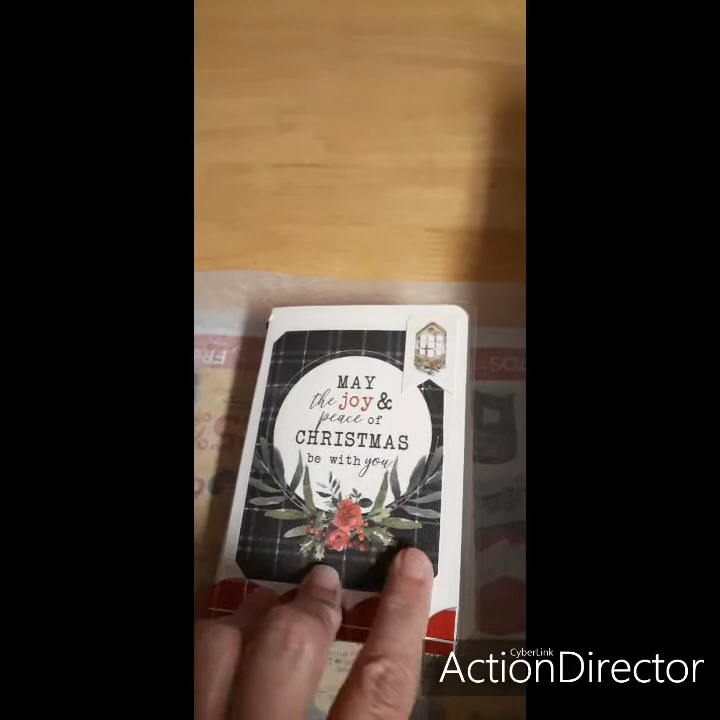 MAY
the joy &
peace of
CHRISTMAS
be with you
CyberLink
ActionDirector